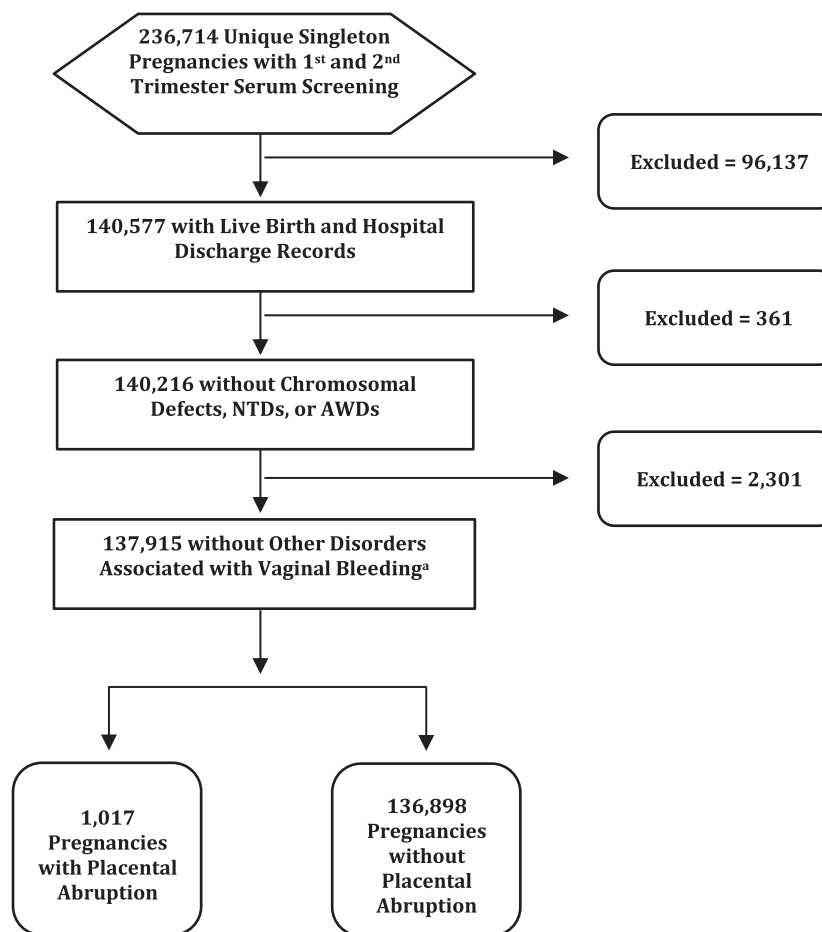 236,714 Unique Singleton
Pregnancies with 1st and 2nd
Trimester Serum Screening
Excluded = 96,137
140,577 with Live Birth and Hospital
Discharge Records
Excluded = 361
140,216 without Chromosomal
Defects, NTDs, or AWDs
Excluded = 2,301
137,915 without Other Disorders
Associated with Vaginal Bleedingᵃ
1,017
Pregnancies
with Placental
Abruption
136,898
Pregnancies
without
Placental
Abruption